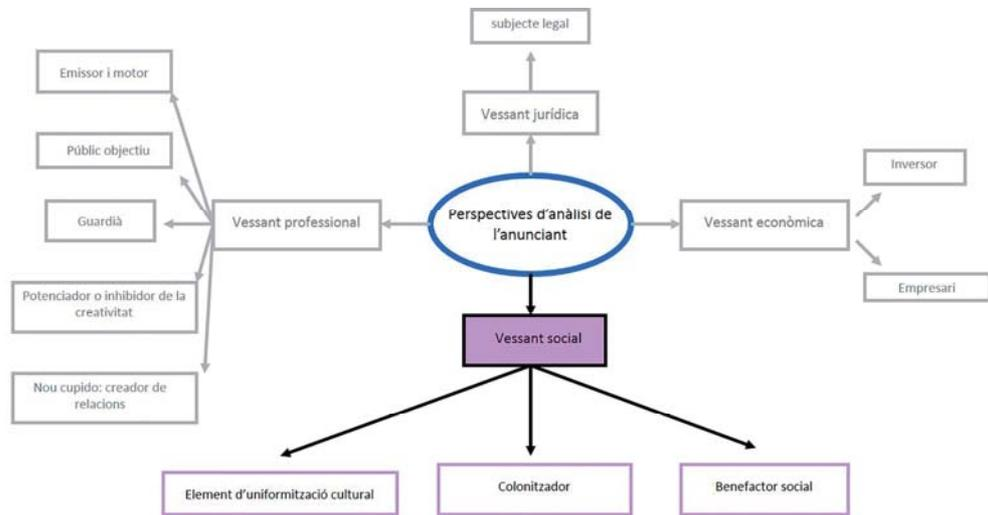 subjecte legal
Emissor i motor
Vessant jurídica
Públic objectiu
Inversor
Guardià
Vessant professional
Perspectives d'anàlisi de
l'anunciant
Vessant econòmica
Potenciador o inhibidor de la
creativitat
Empresari
Vessant social
Nou cupido: creador de
relacions
Element d'uniformització cultural
Colonitzador
Benefactor social